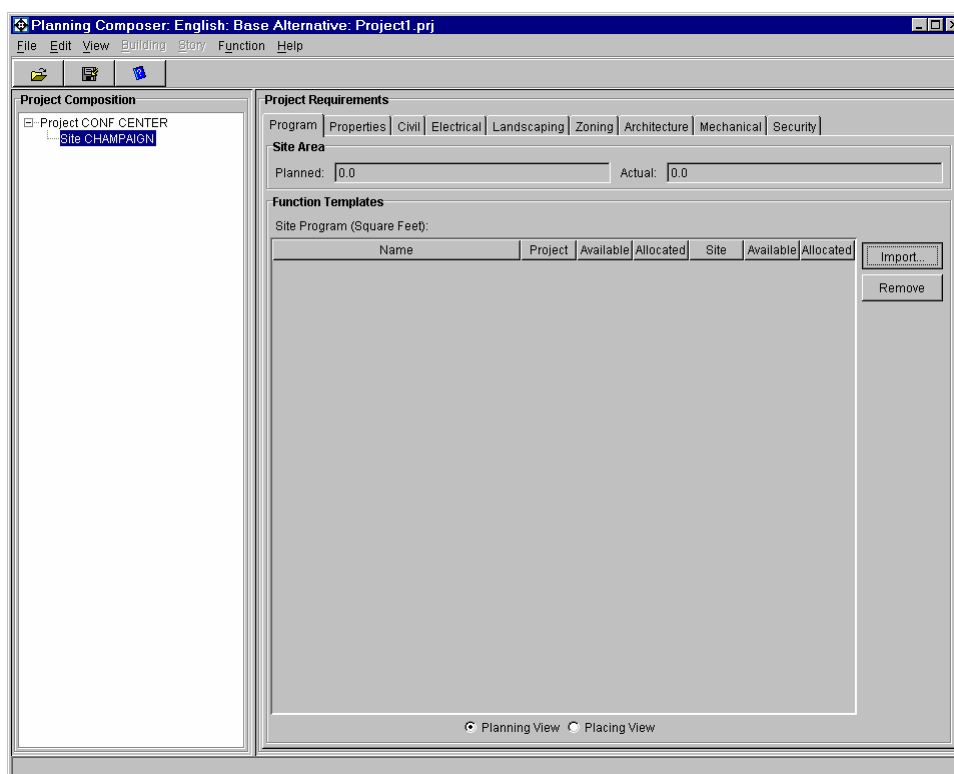 Planning Composer: English: Base Alternative: Project1.prj
File Edit View Building Story Function Help
Project Composition
Project CONF CENTER
Site CHAMPAIGN
Project Requirements
Program Properties Civil Electrical Landscaping Zoning Architecture Mechanical Security
Site Area
Planned: 0.0 Actual: 0.0
Function Templates
Site Program (Square Feet):
Name Project Available Allocated Site Available Allocated
Import...
Remove
Planning View Placing View